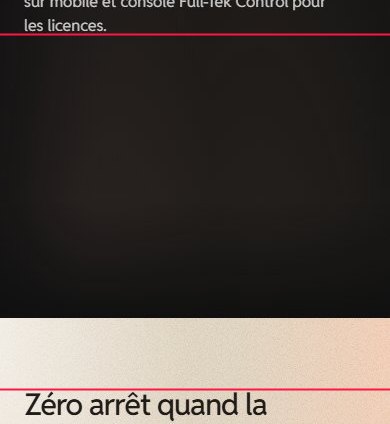 sur mobile et console Full-Tek Control pour
les licences.
Zéro arrêt quand la